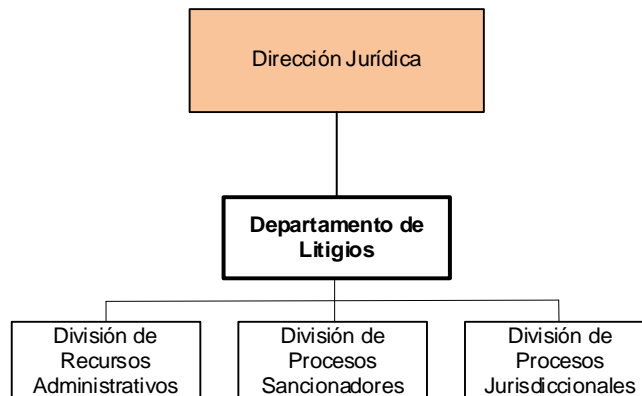 Dirección Jurídica
Departamento de
Litigios
División de
Recursos
Administrativos
División de
Procesos
Sancionadores
División de
Procesos
Jurisdiccionales